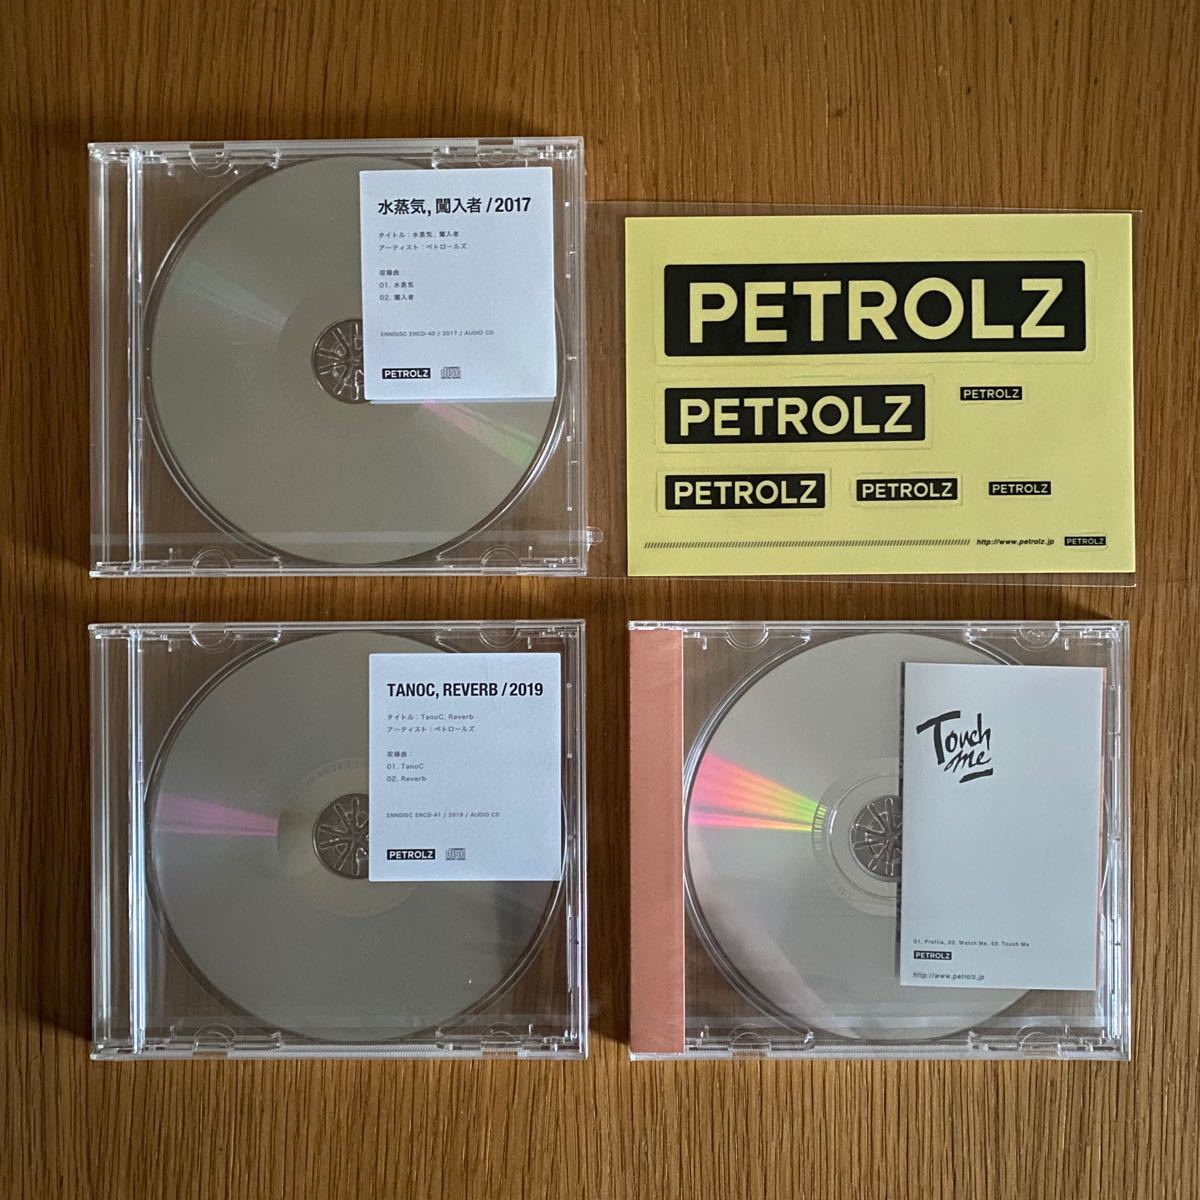 水蒸気, 闖入者 / 2017
タイトル : 水蒸気 , 闖入者
アーティスト : ペトロールズ
収録曲 :
01. 水蒸気
02. 闖入者
ENNDISC ENCD-40 / 2017 / AUDIO CD
PETROLZ
PETROLZ
PETROLZ
PETROLZ
PETROLZ
PETROLZ
PETROLZ
http://www.petrolz.jp
PETROLZ
TANOC, REVERB / 2019
タイトル : TanoC, Reverb
アーティスト : ペトロールズ
収録曲 :
01. TanoC
02. Reverb
ENNDISC ENCD-41 / 2019 / AUDIO CD
PETROLZ
Touch
me
01. Profile, 02. Watch Me, 03. Touch Me
PETROLZ
http://www.petrolz.jp